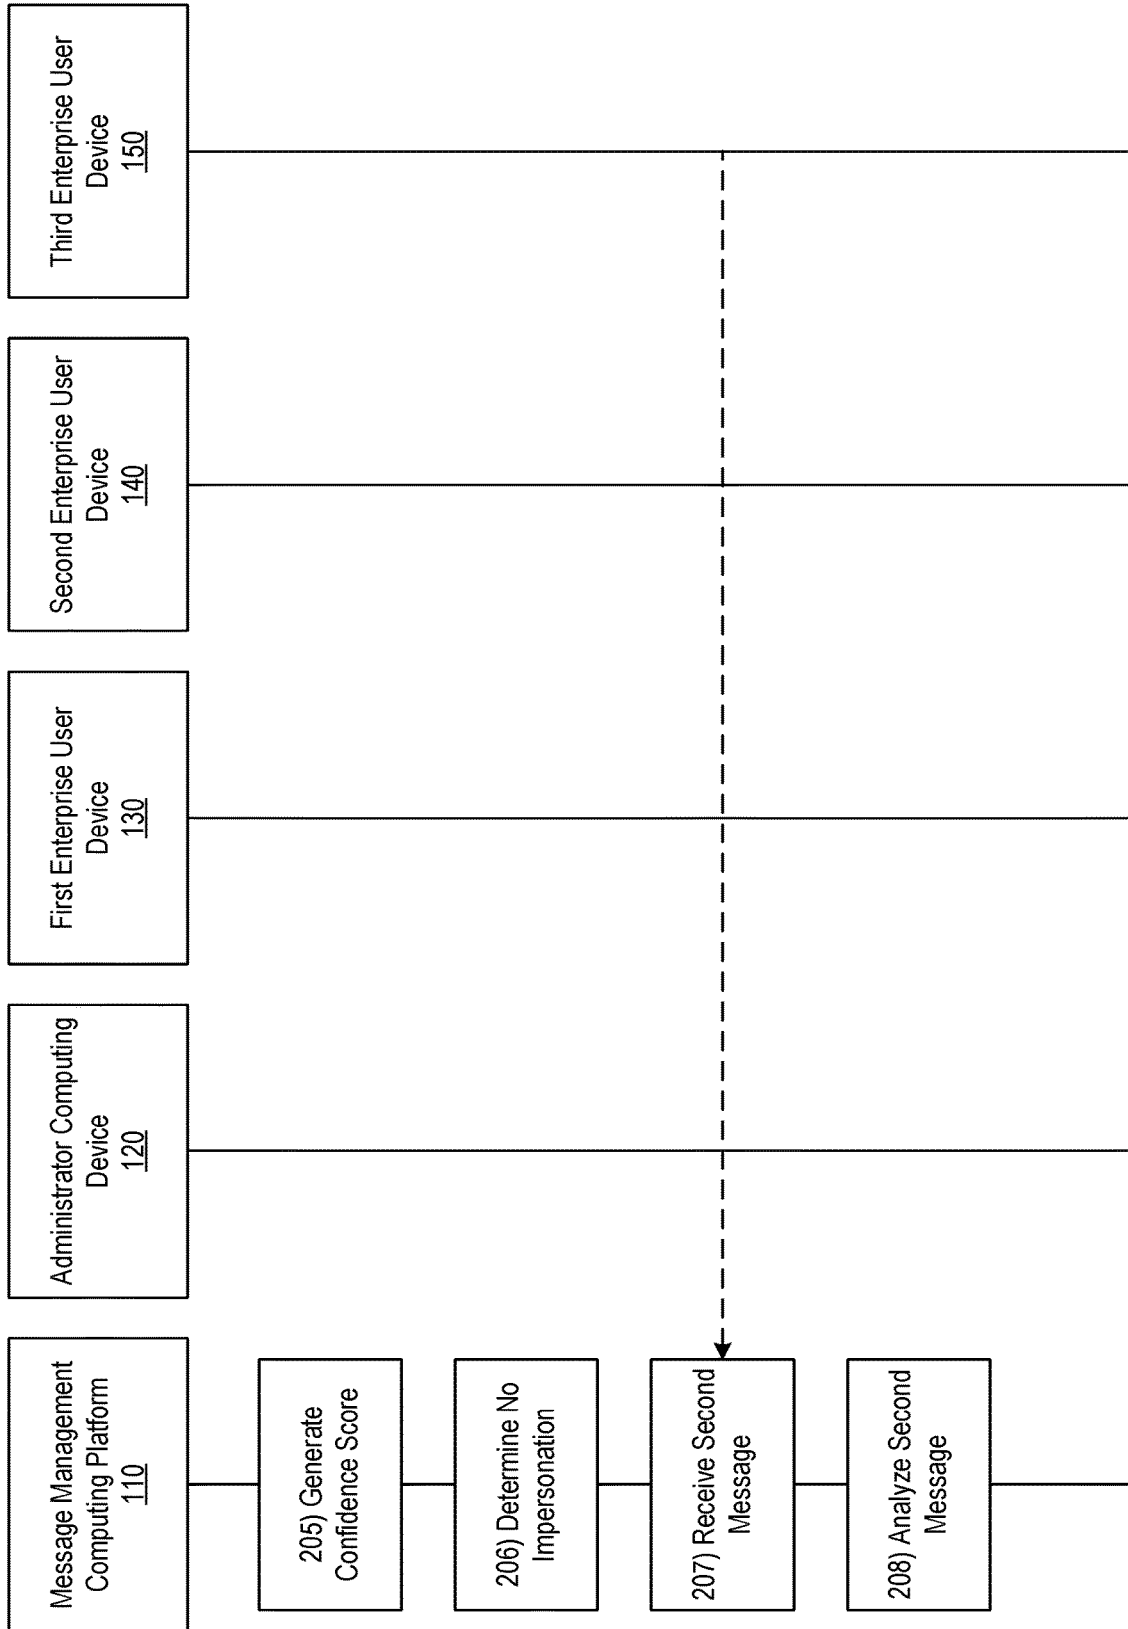 Message Management
Computing Platform
110
Administrator Computing
Device
120
First Enterprise User
Device
130
Second Enterprise User
Device
140
Third Enterprise User
Device
150
205) Generate
Confidence Score
206) Determine No
Impersonation
207) Receive Second
Message
208) Analyze Second
Message